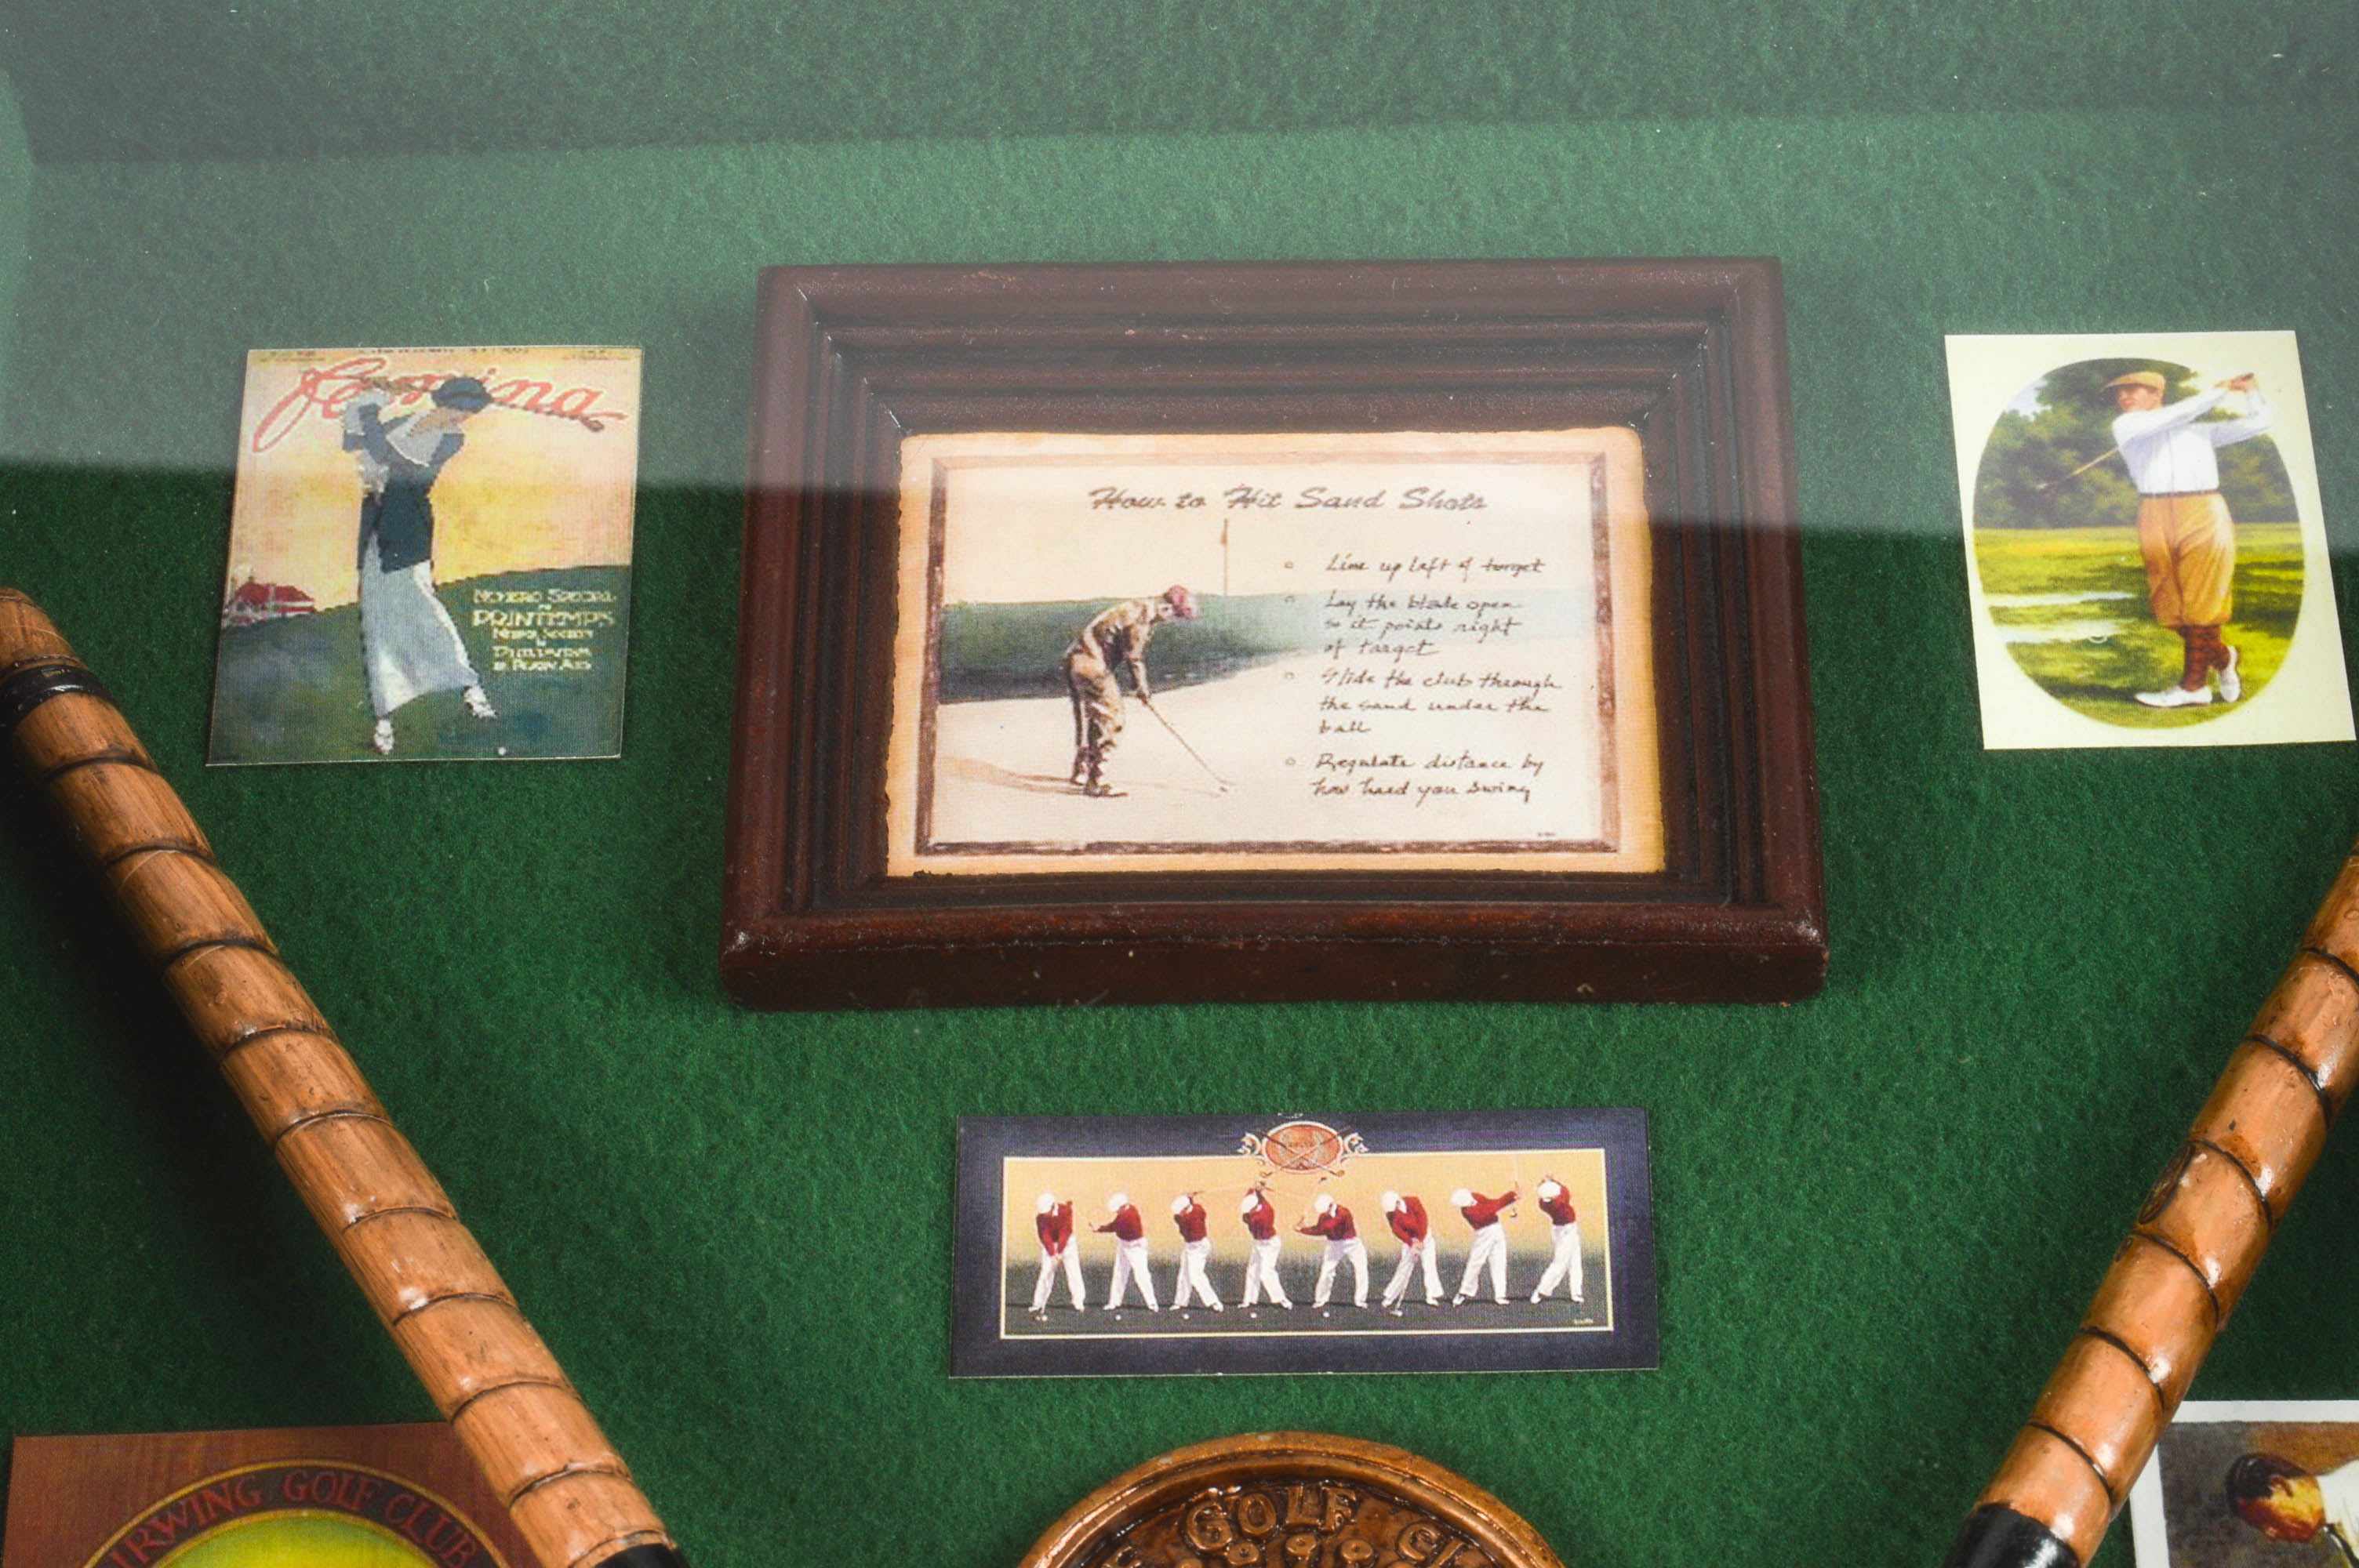 femina
NUMERO SPECIAL
PRINTEMPS
How to Hit Sand Shots
Line up left of target
Lay the blade open
so it points right
of target
Slide the club through
the sand under the
ball
Regulate distance by
how hard you swing
IRWING GOLF CLUB
GOLF